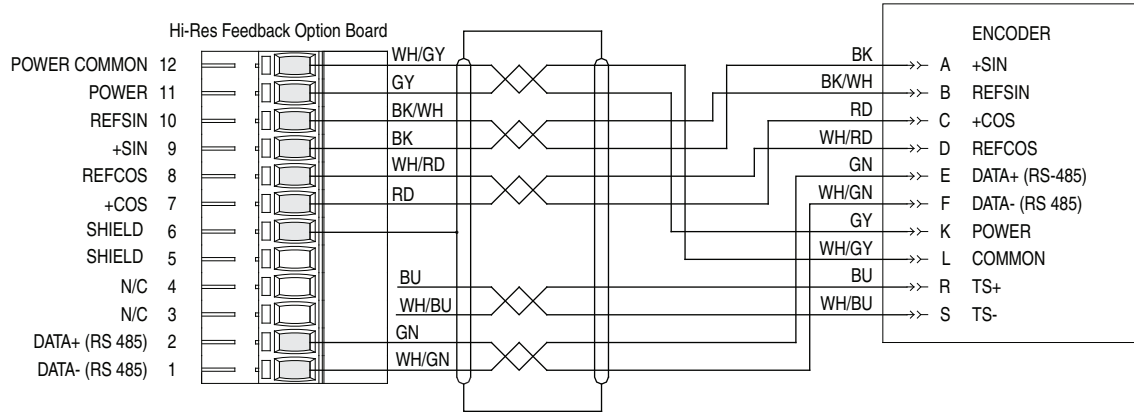 Hi-Res Feedback Option Board
POWER COMMON 12
POWER 11
REFSIN 10
+SIN 9
REFCOS 8
+COS 7
SHIELD 6
SHIELD 5
N/C 4
N/C 3
DATA+ (RS 485) 2
DATA- (RS 485) 1
WH/GY
GY
BK/WH
BK
WH/RD
RD
BU
WH/BU
GN
WH/GN
BK
BK/WH
RD
WH/RD
GN
WH/GN
GY
WH/GY
BU
WH/BU
ENCODER
A +SIN
B REFSIN
C +COS
D REFCOS
E DATA+ (RS-485)
F DATA- (RS 485)
K POWER
L COMMON
R TS+
S TS-